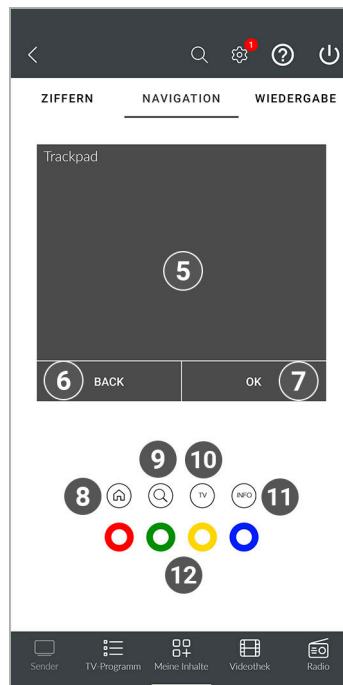 1
ZIFFERN NAVIGATION WIEDERGABE
Trackpad
5
6 BACK OK 7
9 10
8 TV INFO 11
12
Sender TV-Programm Meine Inhalte Videothek Radio